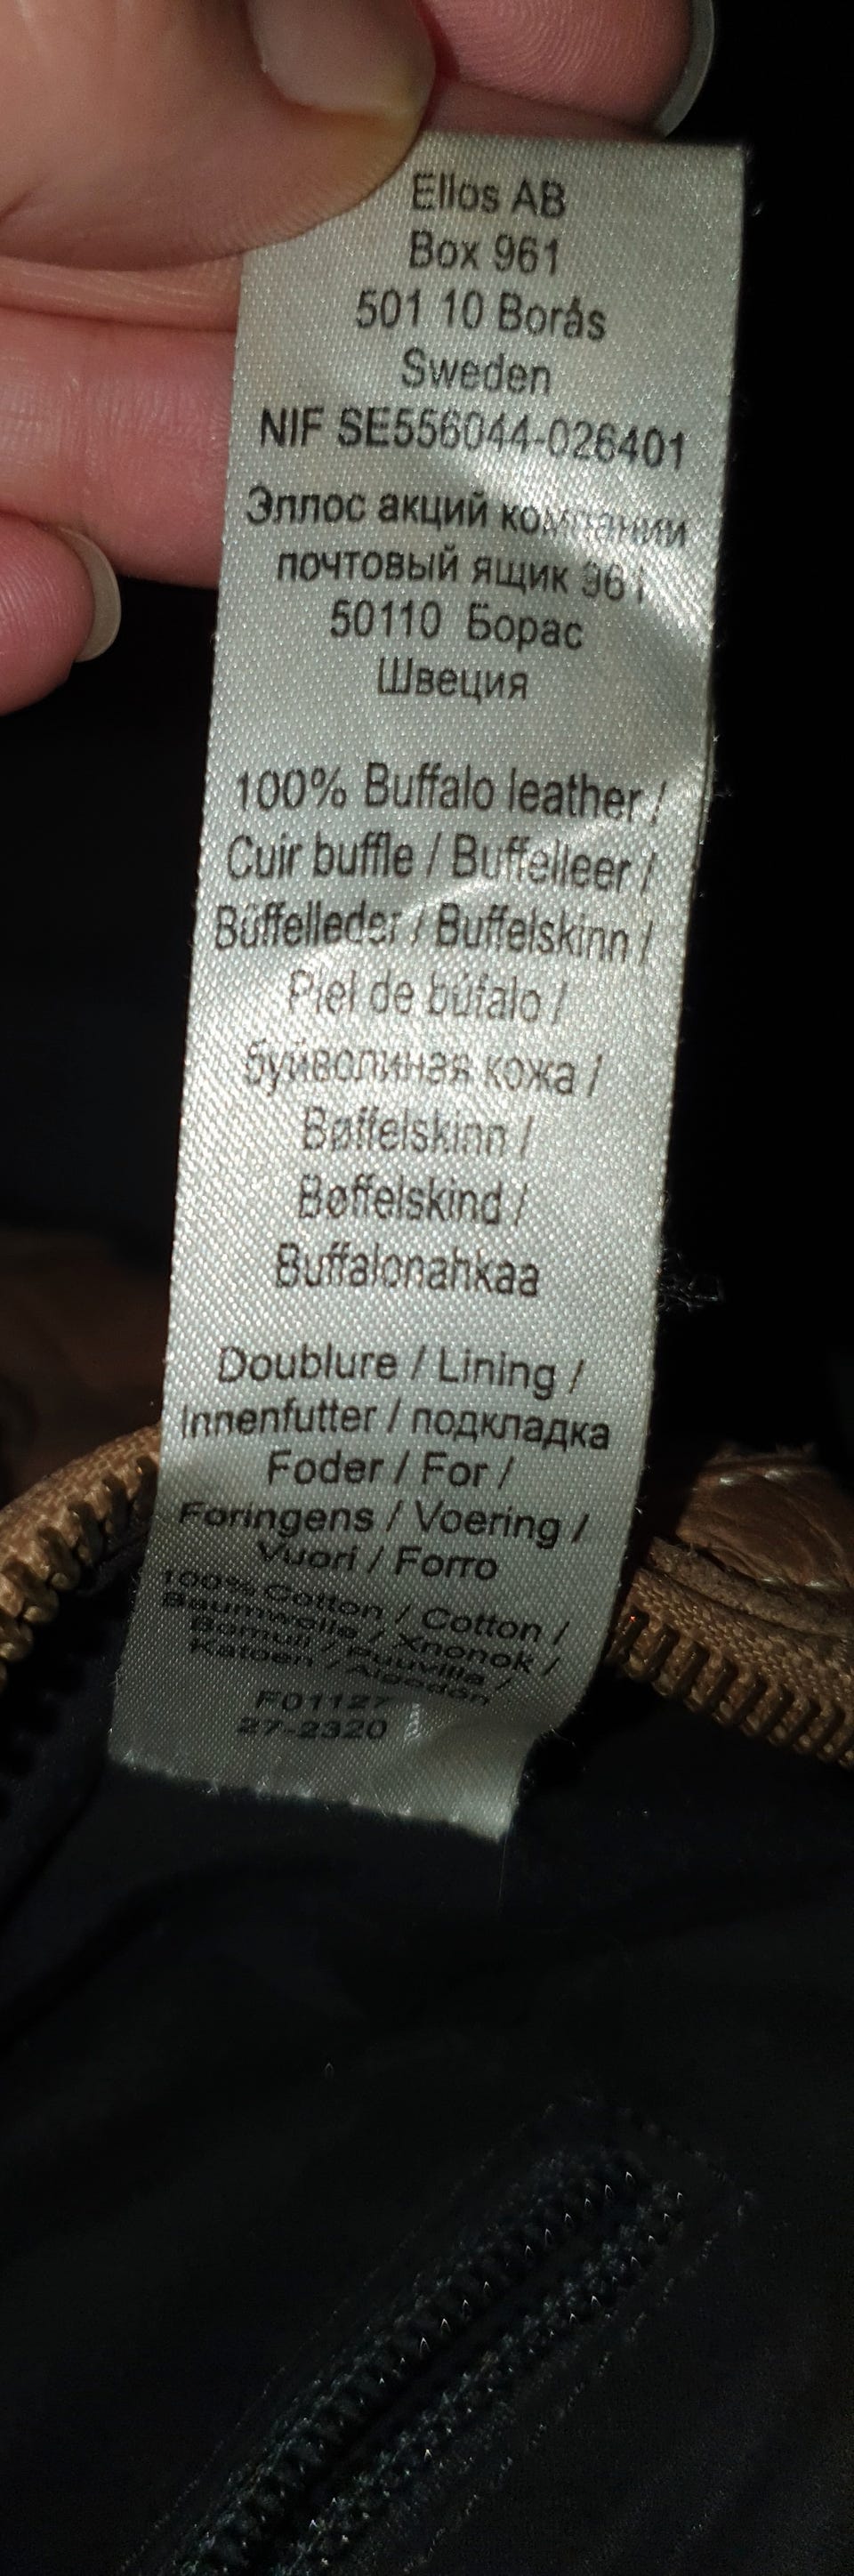 Ellos AB
Box 961
501 10 Borås
Sweden
NIF SE556044-026401
Эллос акций компании
почтовый ящик 961
50110 Борас
Швеция
100% Buffalo leather /
Cuir buffle / Buffelleer /
Büffelleder / Buffelskinn /
Piel de búfalo /
буйволиная кожа /
Bøffelskinn /
Bøffelskind /
Buffalonahkaa
Doublure / Lining /
Innenfutter / подкладка
Foder / For /
Foringens / Voering /
Vuori / Forro
100% Cotton / Cotton /
Baumwolle / Xnonok /
Bomull / Puuvilla /
Katoen / Algodón
F01127
27-2320